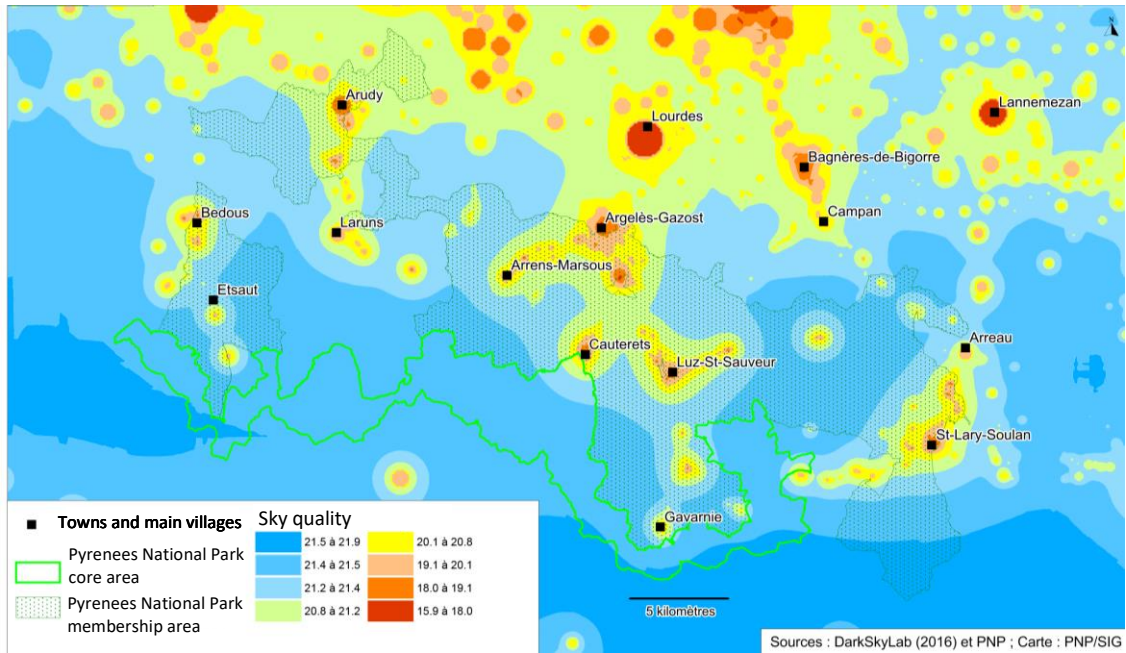 N
Arudy
Lourdes
Lannemezan
Bagnères-de-Bigorre
Bedous
Laruns
Argelès-Gazost
Campan
Arrens-Marsous
Etsaut
Cauterets
Luz-St-Sauveur
Arreau
St-Lary-Soulan
Gavarnie
Towns and main villages
Pyrenees National Park
core area
Pyrenees National Park
membership area
Sky quality
21.5 à 21.9
21.4 à 21.5
21.2 à 21.4
20.8 à 21.2
20.1 à 20.8
19.1 à 20.1
18.0 à 19.1
15.9 à 18.0
5 kilomètres
Sources : DarkSkyLab (2016) et PNP ; Carte : PNP/SIG